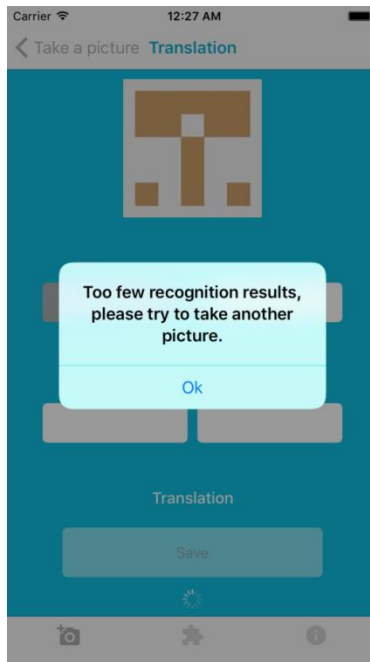 Carrier 12:27 AM
Take a picture Translation
Too few recognition results,
please try to take another
picture.
Ok
Translation
Save